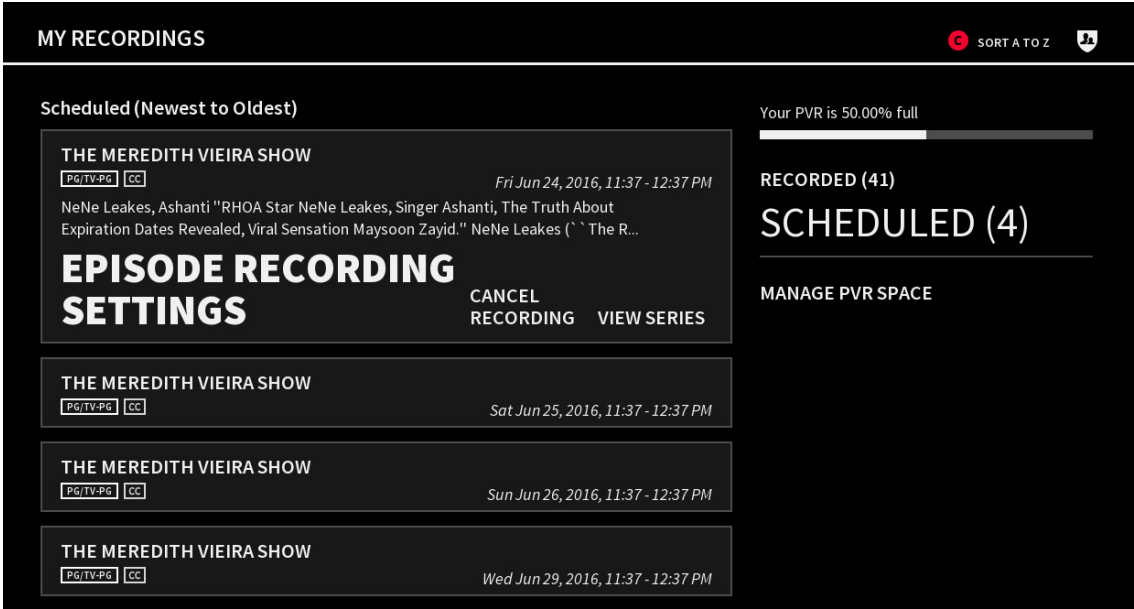 MY RECORDINGS
C SORT A TO Z
Scheduled (Newest to Oldest)
THE MEREDITH VIEIRA SHOW
PG/TV-PG CC
Fri Jun 24, 2016, 11:37 - 12:37 PM
NeNe Leakes, Ashanti "RHOA Star NeNe Leakes, Singer Ashanti, The Truth About
Expiration Dates Revealed, Viral Sensation Maysoon Zayid." NeNe Leakes (``The R...
EPISODE RECORDING
SETTINGS
CANCEL
RECORDING
VIEW SERIES
THE MEREDITH VIEIRA SHOW
PG/TV-PG CC
Sat Jun 25, 2016, 11:37 - 12:37 PM
THE MEREDITH VIEIRA SHOW
PG/TV-PG CC
Sun Jun 26, 2016, 11:37 - 12:37 PM
THE MEREDITH VIEIRA SHOW
PG/TV-PG CC
Wed Jun 29, 2016, 11:37 - 12:37 PM
Your PVR is 50.00% full
RECORDED (41)
SCHEDULED (4)
MANAGE PVR SPACE